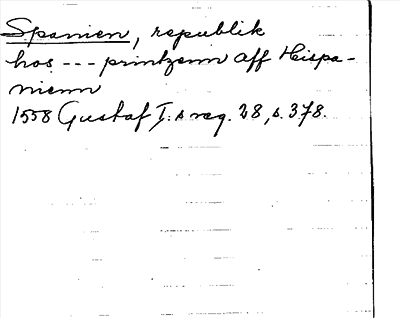 Spanien, republik
hos --- printzenn aff Hispa-
nienn
1558 Gustaf I:s reg. 28, s. 378.